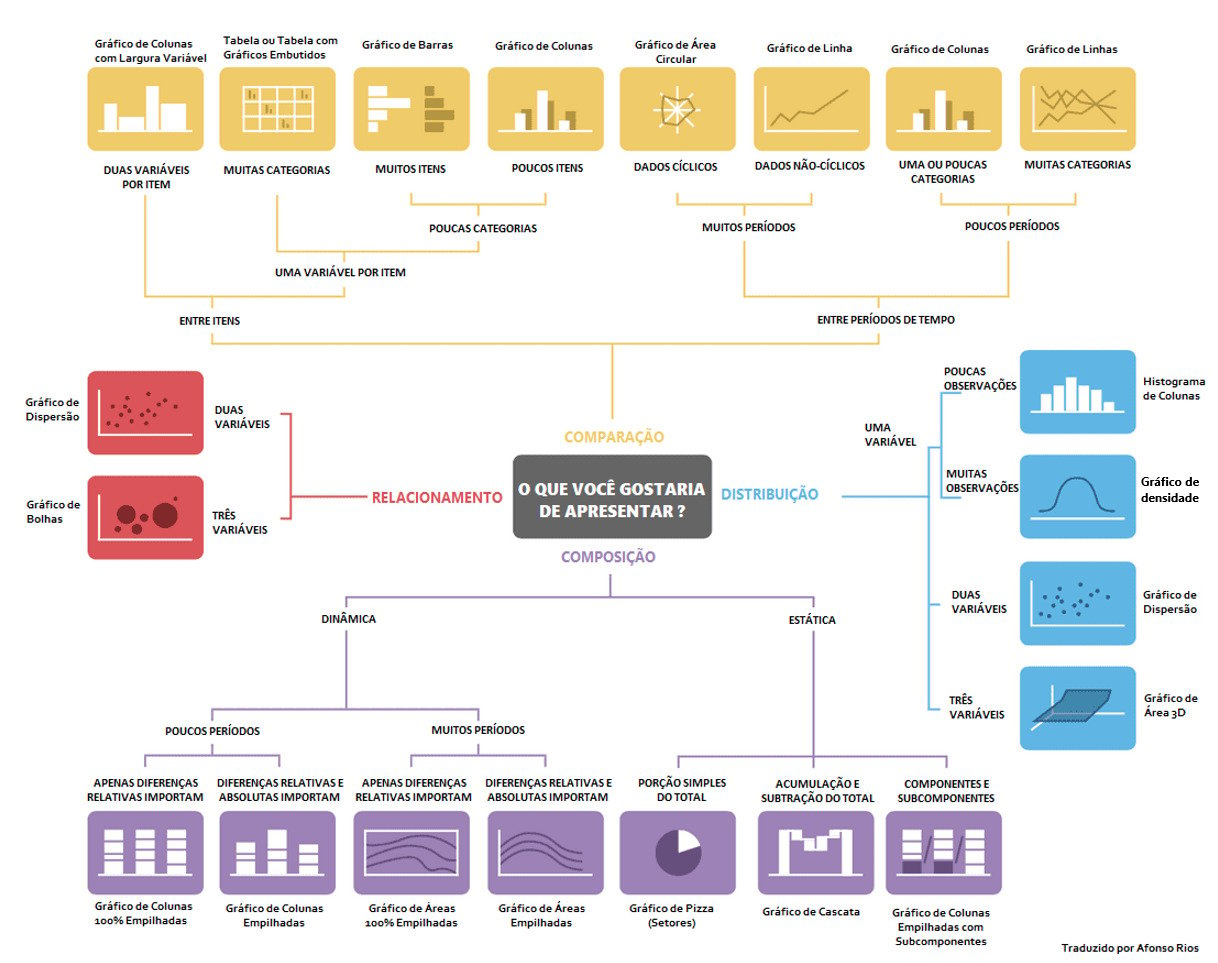 Gráfico de Colunas
com Largura Variável
Tabela ou Tabela com
Gráficos Embutidos
Gráfico de Barras
Gráfico de Colunas
Gráfico de Área
Circular
Gráfico de Linha
Gráfico de Colunas
Gráfico de Linhas
DUAS VARIÁVEIS
POR ITEM
MUITAS CATEGORIAS
MUITOS ITENS
POUCOS ITENS
DADOS CÍCLICOS
DADOS NÃO-CÍCLICOS
UMA OU POUCAS
CATEGORIAS
MUITAS CATEGORIAS
POUCAS CATEGORIAS
MUITOS PERÍODOS
POUCOS PERÍODOS
UMA VARIÁVEL POR ITEM
ENTRE ITENS
ENTRE PERÍODOS DE TEMPO
Gráfico de
Dispersão
DUAS
VARIÁVEIS
Gráfico de
Bolhas
TRÊS
VARIÁVEIS
RELACIONAMENTO
COMPARAÇÃO
O QUE VOCÊ GOSTARIA
DE APRESENTAR ?
DISTRIBUIÇÃO
UMA
VARIÁVEL
POUCAS
OBSERVAÇÕES
Histograma
de Colunas
MUITAS
OBSERVAÇÕES
Gráfico de
densidade
DUAS
VARIÁVEIS
Gráfico de
Dispersão
TRÊS
VARIÁVEIS
Gráfico de
Área 3D
COMPOSIÇÃO
DINÂMICA
ESTÁTICA
POUCOS PERÍODOS
MUITOS PERÍODOS
APENAS DIFERENÇAS
RELATIVAS IMPORTAM
DIFERENÇAS RELATIVAS E
ABSOLUTAS IMPORTAM
APENAS DIFERENÇAS
RELATIVAS IMPORTAM
DIFERENÇAS RELATIVAS E
ABSOLUTAS IMPORTAM
PORÇÃO SIMPLES
DO TOTAL
ACUMULAÇÃO E
SUBTRAÇÃO DO TOTAL
COMPONENTES E
SUBCOMPONENTES
Gráfico de Colunas
100% Empilhadas
Gráfico de Colunas
Empilhadas
Gráfico de Áreas
100% Empilhadas
Gráfico de Áreas
Empilhadas
Gráfico de Pizza
(Setores)
Gráfico de Cascata
Gráfico de Colunas
Empilhadas com
Subcomponentes
Traduzido por Afonso Rios